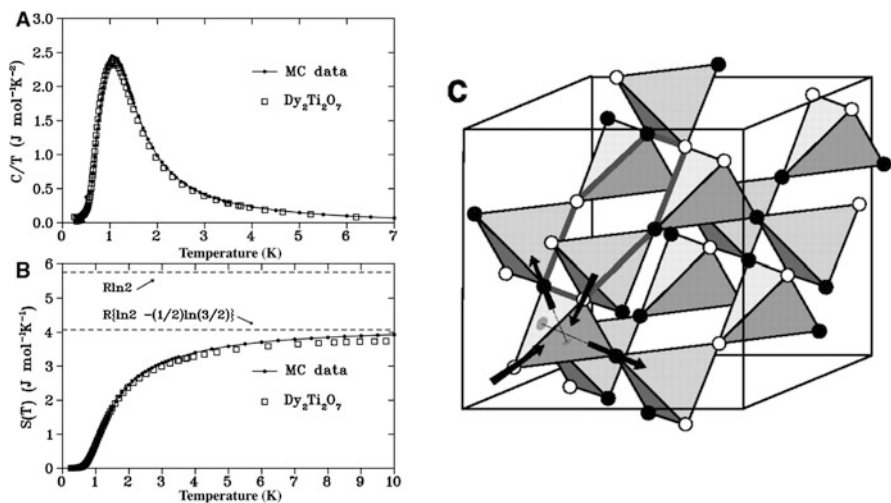 A
3.0
2.5
2.0
1.5
1.0
0.5
0.0
C/T (J mol⁻¹K⁻²)
MC data
Dy₂Ti₂O₇
0 1 2 3 4 5 6 7
Temperature (K)
B
6
5
4
3
2
1
0
S(T) (J mol⁻¹K⁻¹)
Rln2
R{ln2 -(1/2)ln(3/2)}
MC data
Dy₂Ti₂O₇
0 1 2 3 4 5 6 7 8 9 10
Temperature (K)
C